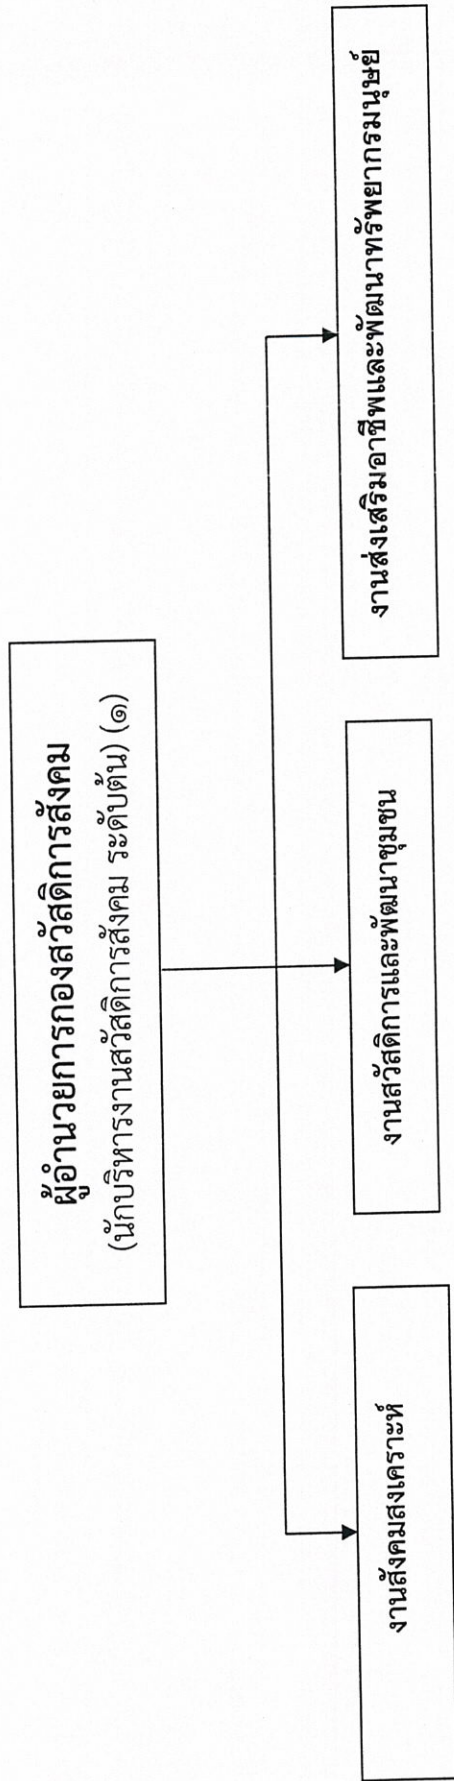 ผู้อำนวยการกองสวัสดิการสังคม
(นักบริหารงานสวัสดิการสังคม ระดับต้น) (๑)
งานสังคมสงเคราะห์
งานสวัสดิการและพัฒนาชุมชน
งานส่งเสริมอาชีพและพัฒนาทรัพยากรมนุษย์